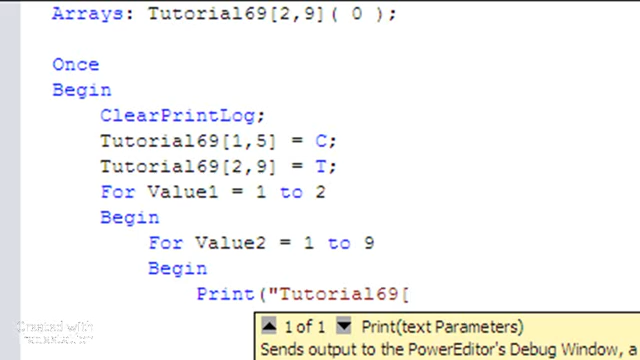 Arrays: Tutorial69[2,9]( 0 );
Once
Begin
ClearPrintLog;
Tutorial69[1,5] = C;
Tutorial69[2,9] = T;
For Value1 = 1 to 2
Begin
For Value2 = 1 to 9
Begin
Print("Tutorial69[
1 of 1 Print(text Parameters)
Sends output to the PowerEditor's Debug Window, a
Created with